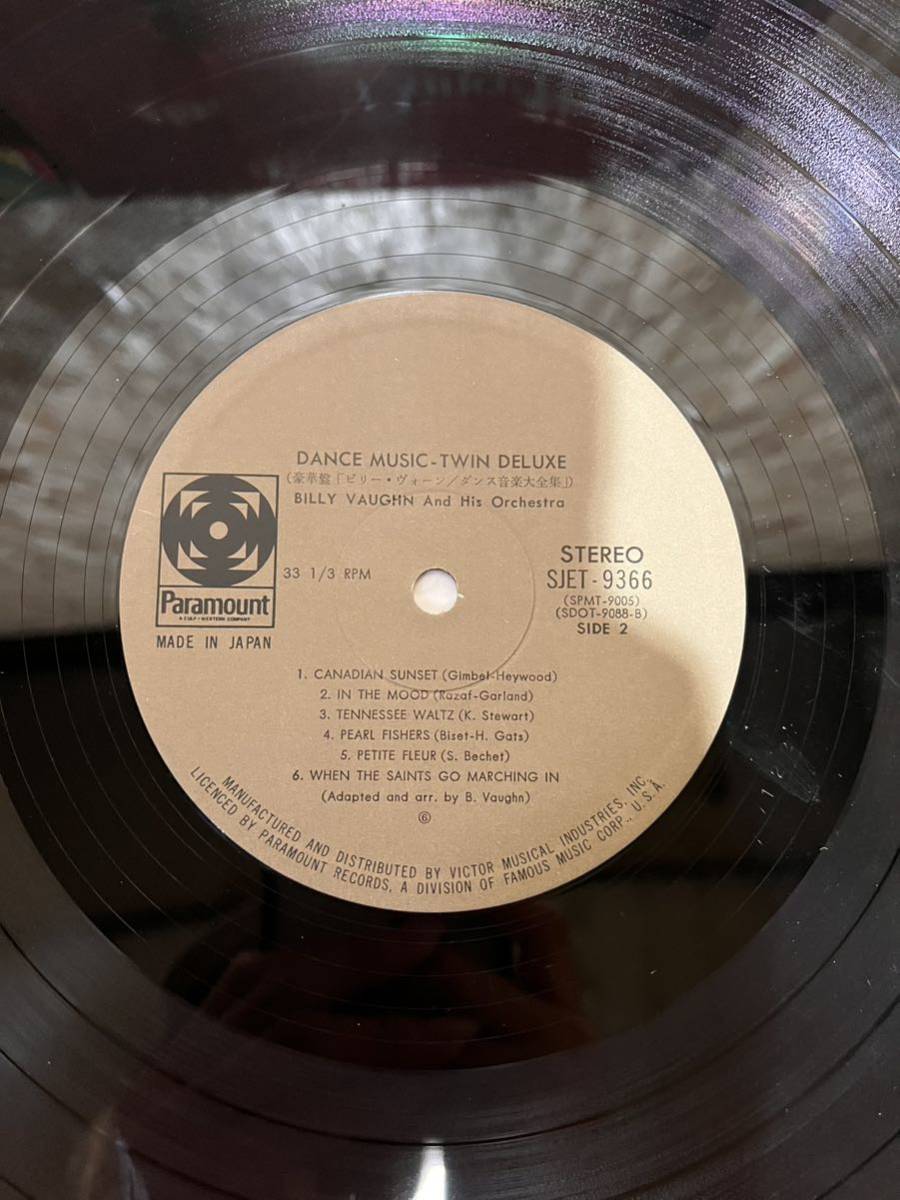 DANCE MUSIC-TWIN DELUXE
(豪華盤「ビリー・ヴォーン/ダンス音楽大全集」)
BILLY VAUGHN And His Orchestra
33 1/3 RPM
STEREO
SJET-9366
(SPMT-9005)
(SDOT-9088-B)
SIDE 2
Paramount
A GULF+WESTERN COMPANY
MADE IN JAPAN
1. CANADIAN SUNSET (Gimbel-Heywood)
2. IN THE MOOD (Razaf-Garland)
3. TENNESSEE WALTZ (K. Stewart)
4. PEARL FISHERS (Biset-H. Gats)
5. PETITE FLEUR (S. Bechet)
6. WHEN THE SAINTS GO MARCHING IN
(Adapted and arr. by B. Vaughn)
⑥
MANUFACTURED AND DISTRIBUTED BY VICTOR MUSICAL INDUSTRIES, INC.
LICENCED BY PARAMOUNT RECORDS, A DIVISION OF FAMOUS MUSIC CORP., U.S.A.